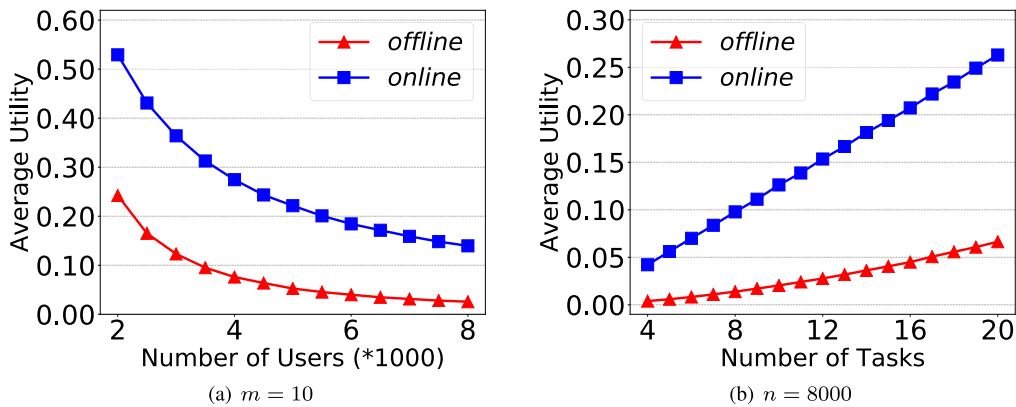 0.60
0.50
0.40
0.30
0.20
0.10
0.00
Average Utility
offline
online
2
4
6
8
Number of Users (*1000)
(a) m = 10
0.30
0.25
0.20
0.15
0.10
0.05
0.00
Average Utility
offline
online
4
8
12
16
20
Number of Tasks
(b) n = 8000